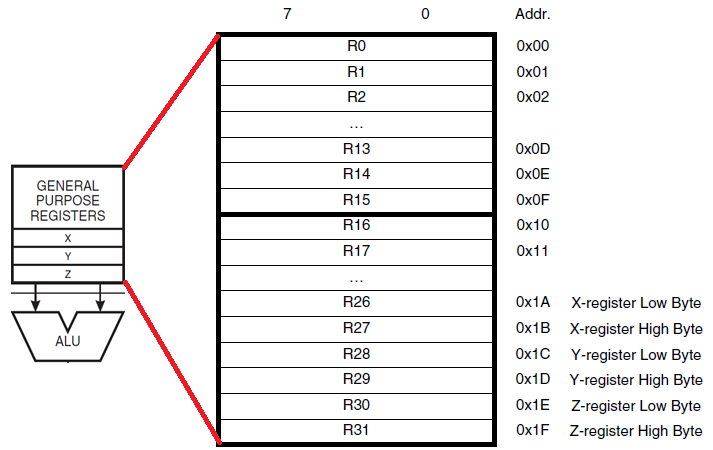 7 0 Addr.
R0 0x00
R1 0x01
R2 0x02
...
R13 0x0D
R14 0x0E
R15 0x0F
R16 0x10
R17 0x11
...
R26 0x1A X-register Low Byte
R27 0x1B X-register High Byte
R28 0x1C Y-register Low Byte
R29 0x1D Y-register High Byte
R30 0x1E Z-register Low Byte
R31 0x1F Z-register High Byte
GENERAL
PURPOSE
REGISTERS
X
Y
Z
ALU